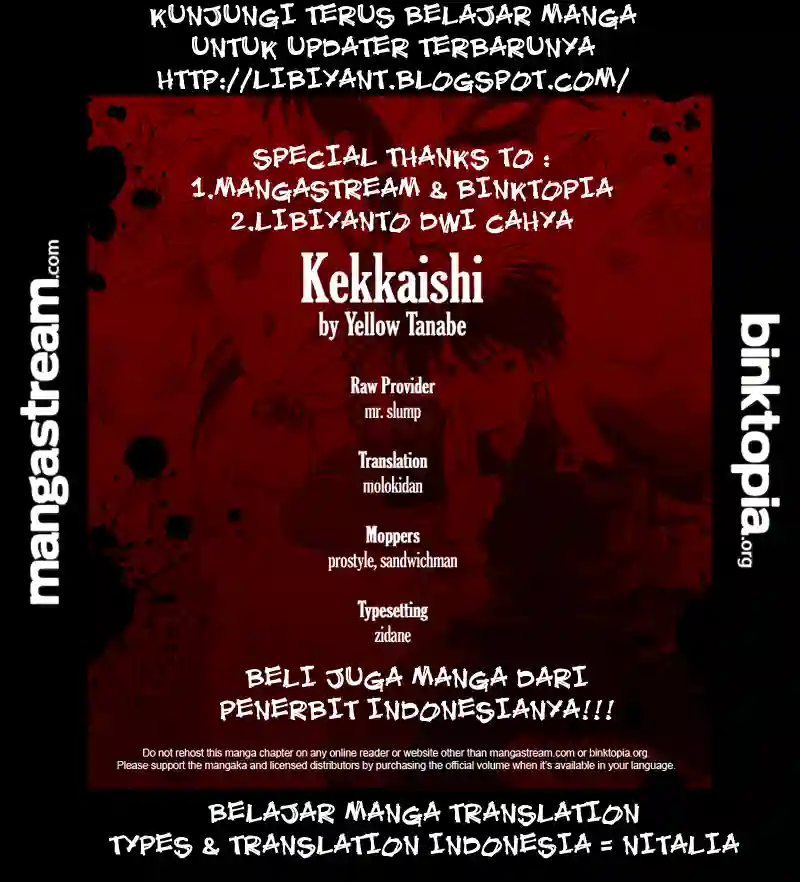 KUNJUNGI TERUS BELAJAR MANGA
UNTUK UPDATER TERBARUNYA
HTTP://LIBIYANT.BLOGSPOT.COM/
SPECIAL THANKS TO :
1.MANGASTREAM & BINKTOPIA
2.LIBIYANTO DWI CAHYA
Kekkaishi
by Yellow Tanabe
mangastream.com
binktopia.org
Raw Provider
mr. slump
Translation
molokidan
Moppers
prostyle, sandwichman
Typesetting
zidane
BELI JUGA MANGA DARI
PENERBIT INDONESIANYA!!!
Do not rehost this manga chapter on any online reader or website other than mangastream.com or binktopia.org.
Please support the mangaka and licensed distributors by purchasing the official volume when it's available in your language.
BELAJAR MANGA TRANSLATION
TYPES & TRANSLATION INDONESIA = NITALIA